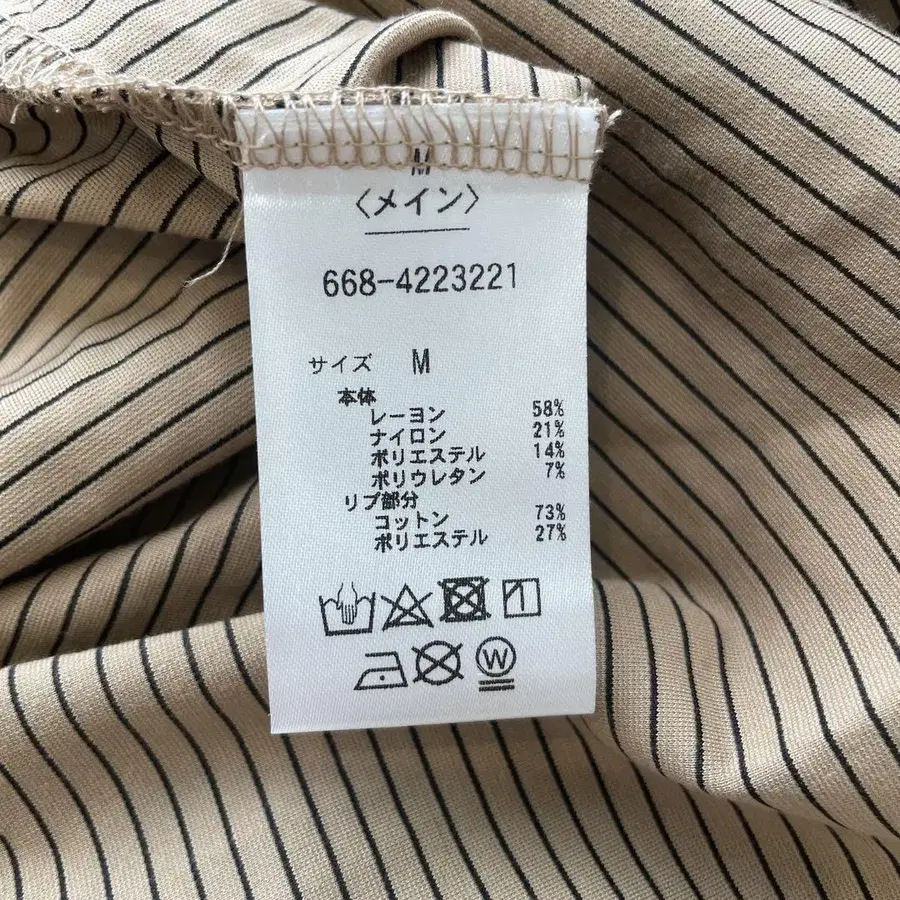 M
〈メイン〉
668-4223221
サイズ M
本体
レーヨン 58%
ナイロン 21%
ポリエステル 14%
ポリウレタン 7%
リブ部分
コットン 73%
ポリエステル 27%
W